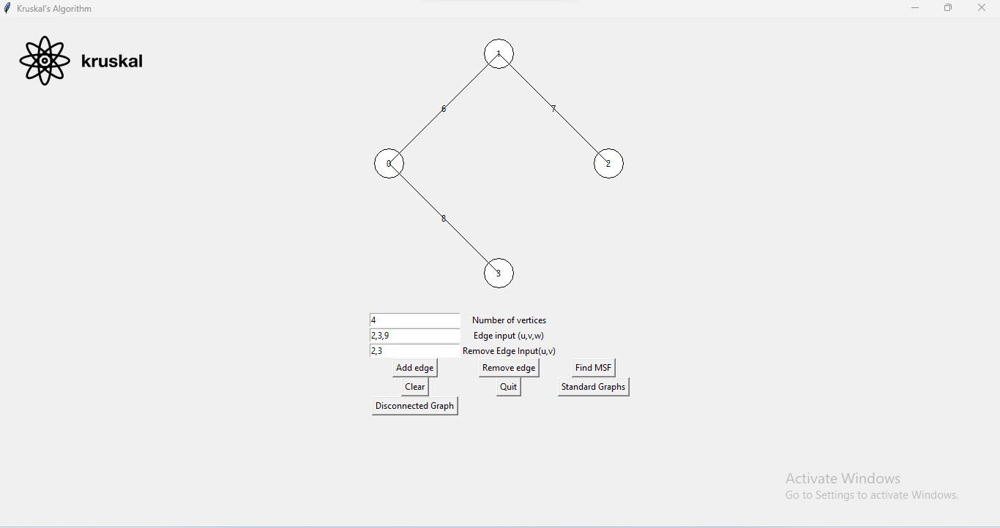 Kruskal's Algorithm
kruskal
1
6
7
0
2
8
3
4 Number of vertices
2,3,9 Edge input (u,v,w)
2,3 Remove Edge Input(u,v)
Add edge Remove edge Find MSF
Clear Quit Standard Graphs
Disconnected Graph
Activate Windows
Go to Settings to activate Windows.